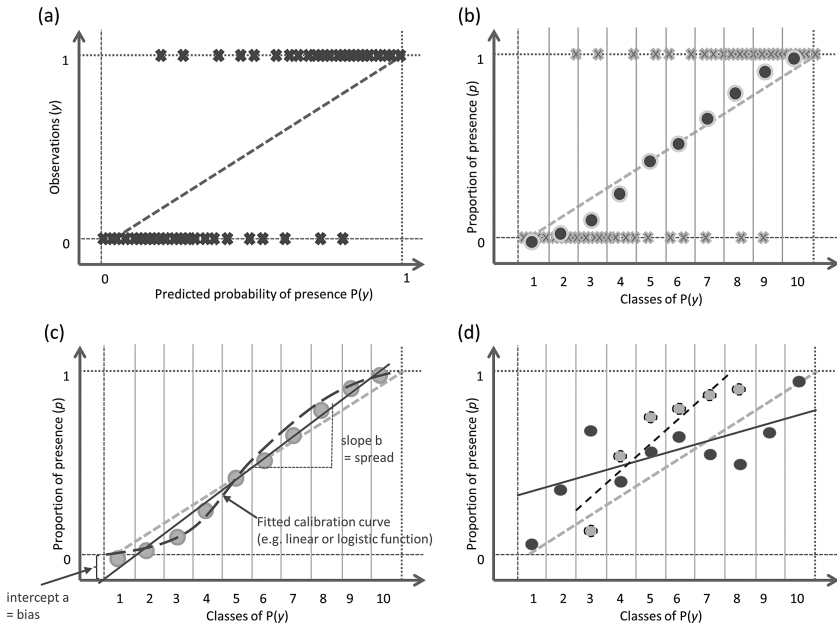 (a)
1
Observations (y)
0
0
1
Predicted probability of presence P(y)
(b)
1
Proportion of presence (p)
0
1 2 3 4 5 6 7 8 9 10
Classes of P(y)
(c)
1
Proportion of presence (p)
slope b
= spread
Fitted calibration curve
(e.g. linear or logistic function)
0
intercept a
= bias
1 2 3 4 5 6 7 8 9 10
Classes of P(y)
(d)
1
Proportion of presence (p)
0
1 2 3 4 5 6 7 8 9 10
Classes of P(y)